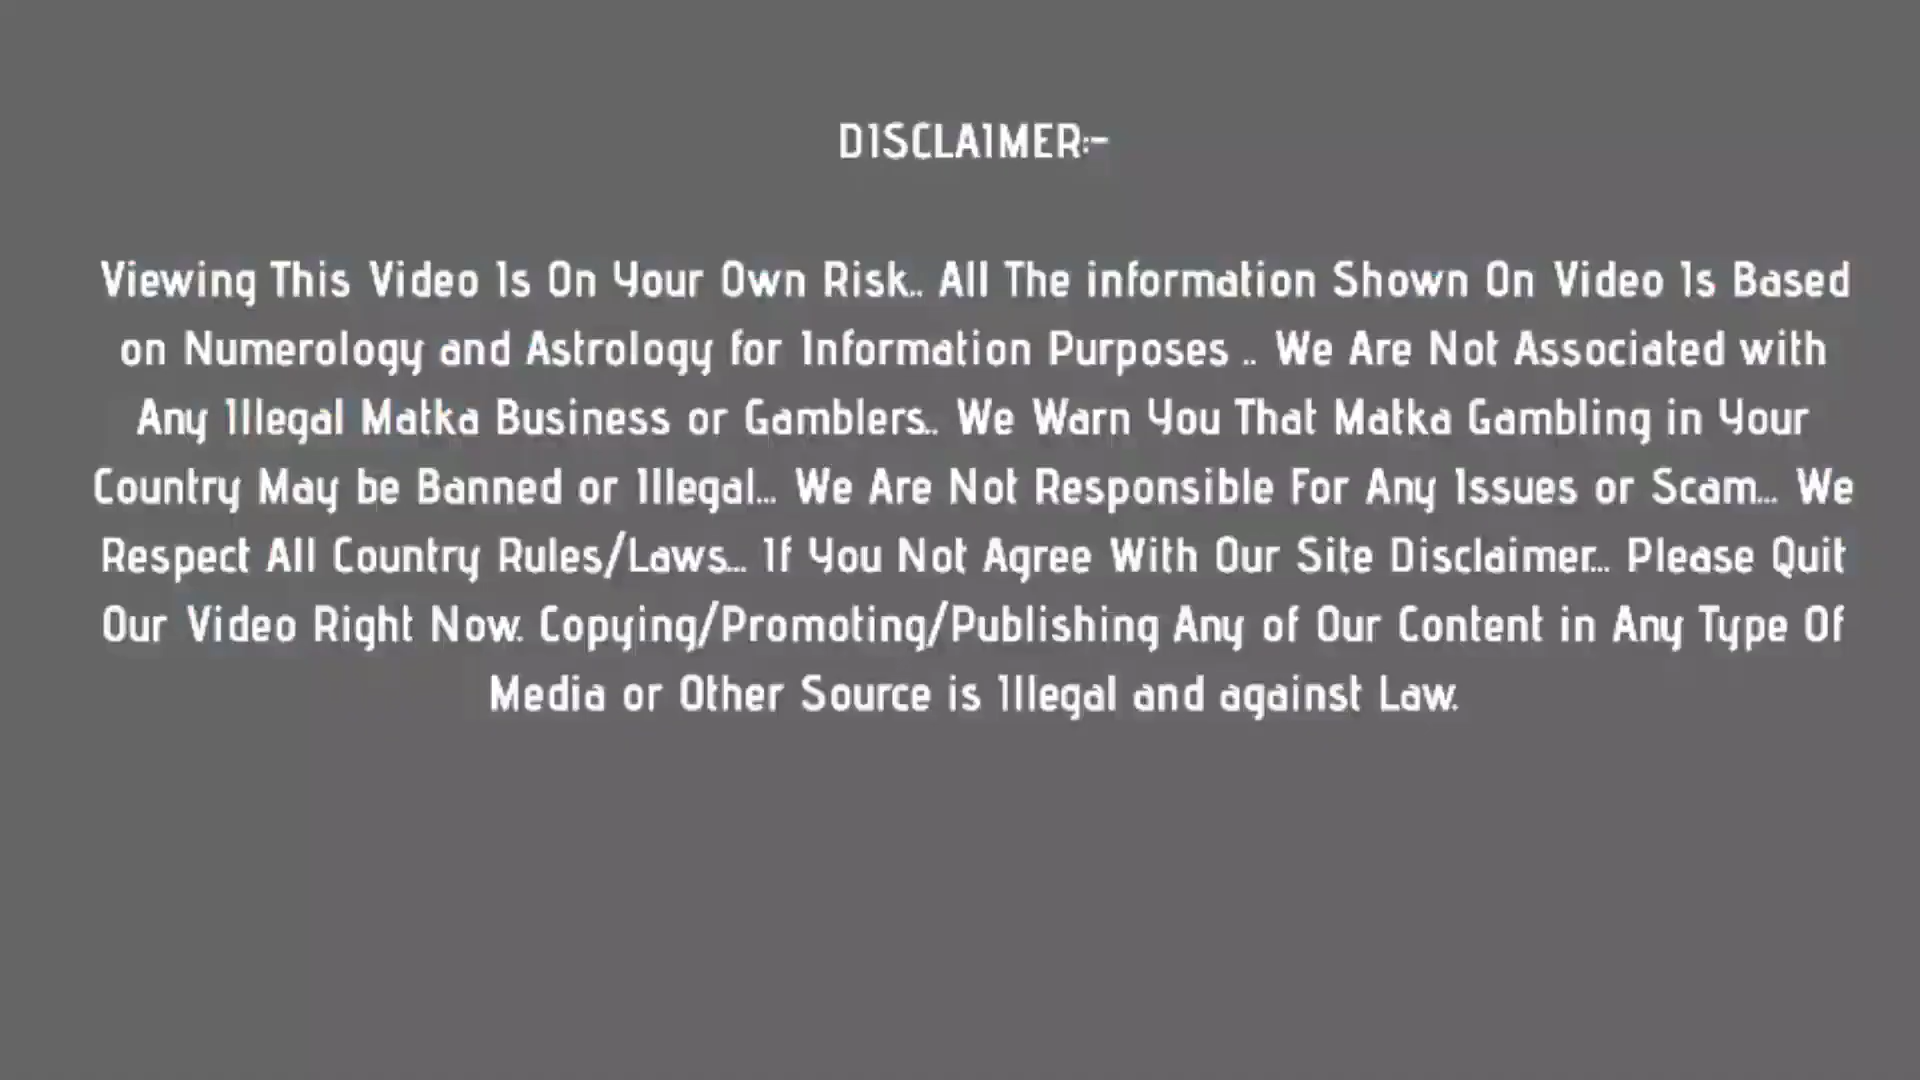 DISCLAIMER:-
Viewing This Video Is On Your Own Risk.. All The information Shown On Video Is Based
on Numerology and Astrology for Information Purposes .. We Are Not Associated with
Any Illegal Matka Business or Gamblers.. We Warn You That Matka Gambling in Your
Country May be Banned or Illegal... We Are Not Responsible For Any Issues or Scam... We
Respect All Country Rules/Laws... If You Not Agree With Our Site Disclaimer... Please Quit
Our Video Right Now. Copying/Promoting/Publishing Any of Our Content in Any Type Of
Media or Other Source is Illegal and against Law.